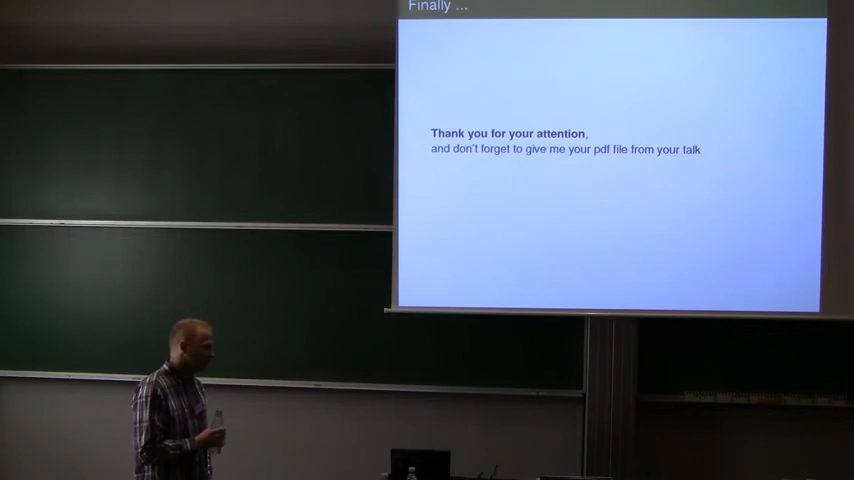 Finally ...
Thank you for your attention,
and don't forget to give me your pdf file from your talk